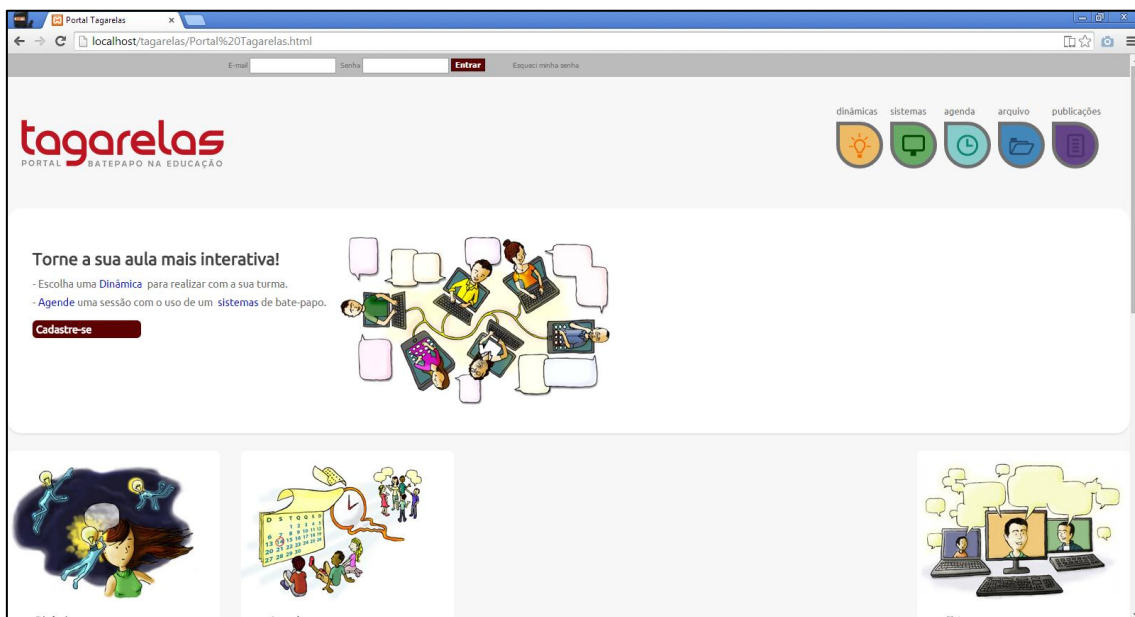 Portal Tagarelas
localhost/tagarelas/Portal%20Tagarelas.html
E-mail Senha Entrar Esqueci minha senha
dinâmicas sistemas agenda arquivo publicações
tagarelas
PORTAL BATEPAPO NA EDUCAÇÃO
Torne a sua aula mais interativa!
- Escolha uma Dinâmica para realizar com a sua turma.
- Agende uma sessão com o uso de um sistemas de bate-papo.
Cadastre-se
D S T Q Q S S